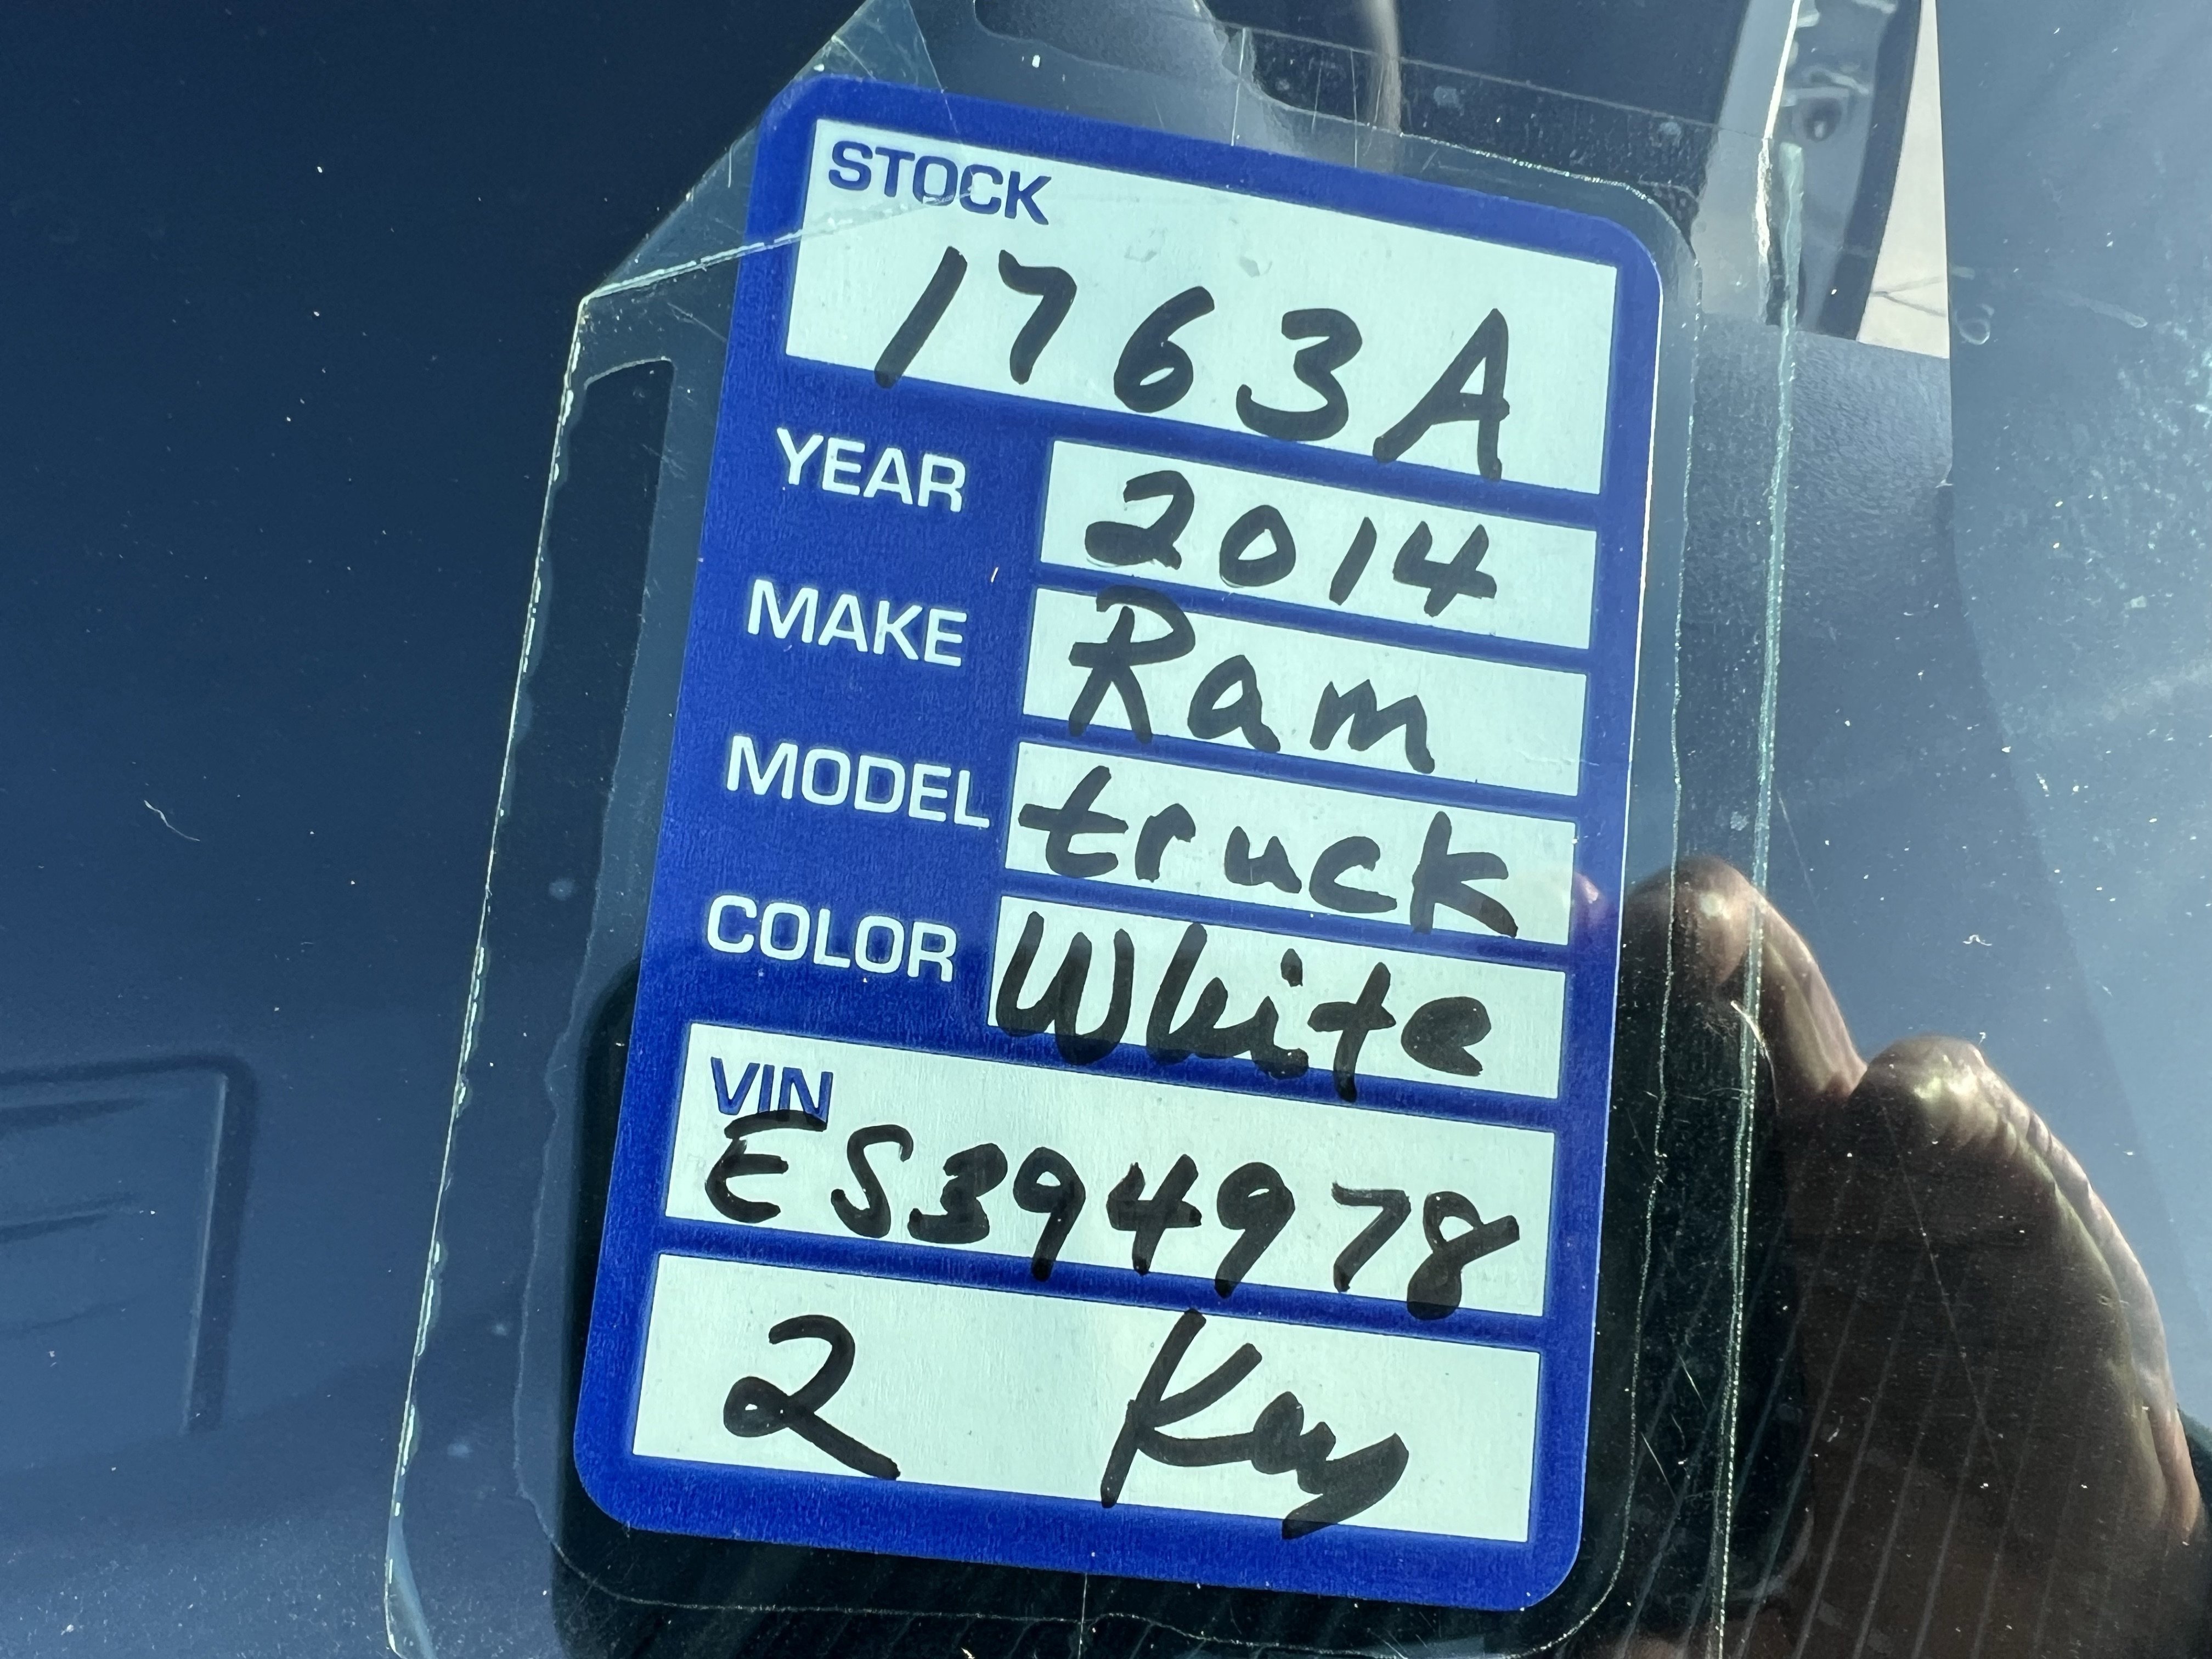 STOCK
1763A
YEAR 2014
MAKE Ram
MODEL truck
COLOR White
VIN
ES394978
2 Key